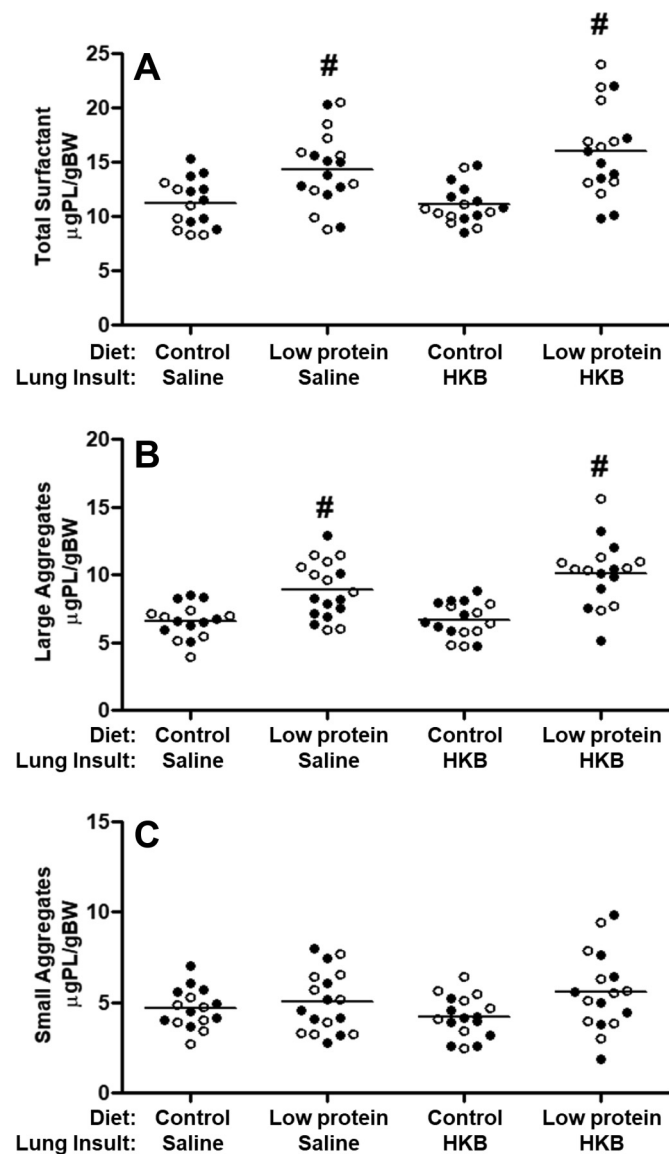 A
#
#
25
20
15
10
5
0
Total Surfactant
µgPL/gBW
Diet: Control Low protein Control Low protein
Lung Insult: Saline Saline HKB HKB
B
#
#
20
15
10
5
0
Large Aggregates
µgPL/gBW
Diet: Control Low protein Control Low protein
Lung Insult: Saline Saline HKB HKB
C
15
10
5
0
Small Aggregates
µgPL/gBW
Diet: Control Low protein Control Low protein
Lung Insult: Saline Saline HKB HKB